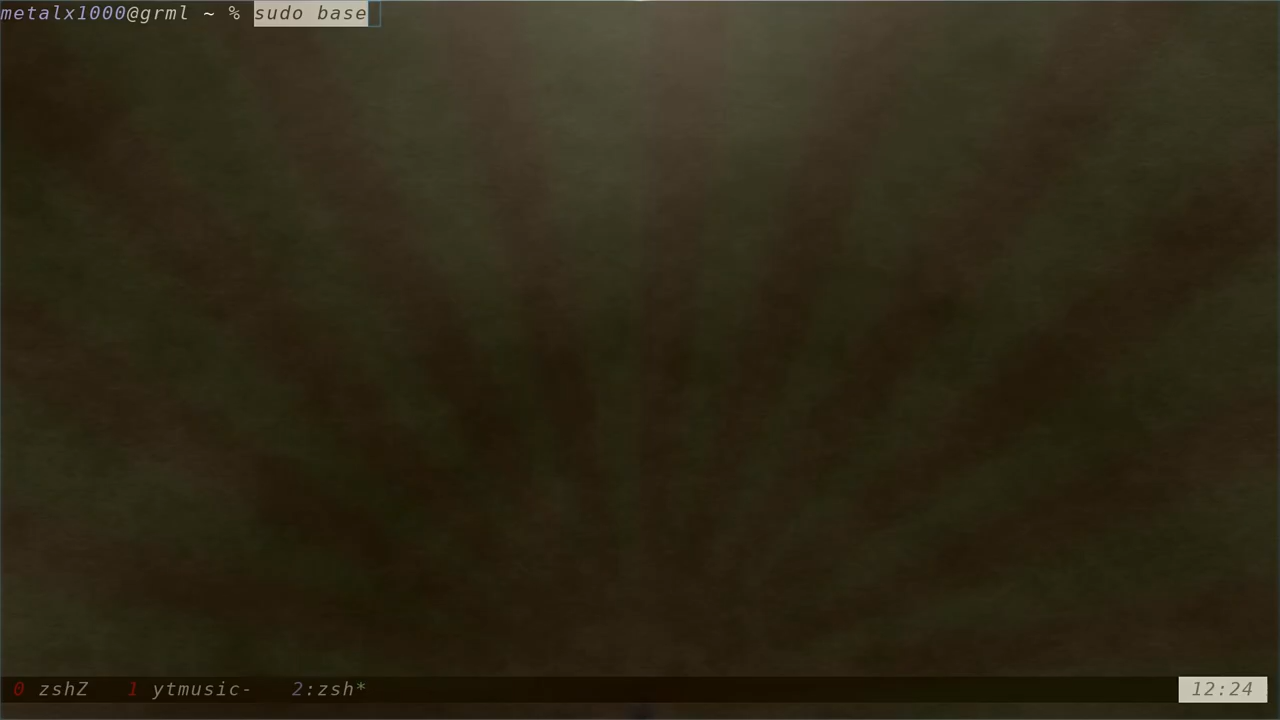 metalx1000@grml ~ % sudo base
0 zshZ 1 ytmusic- 2:zsh* 12:24